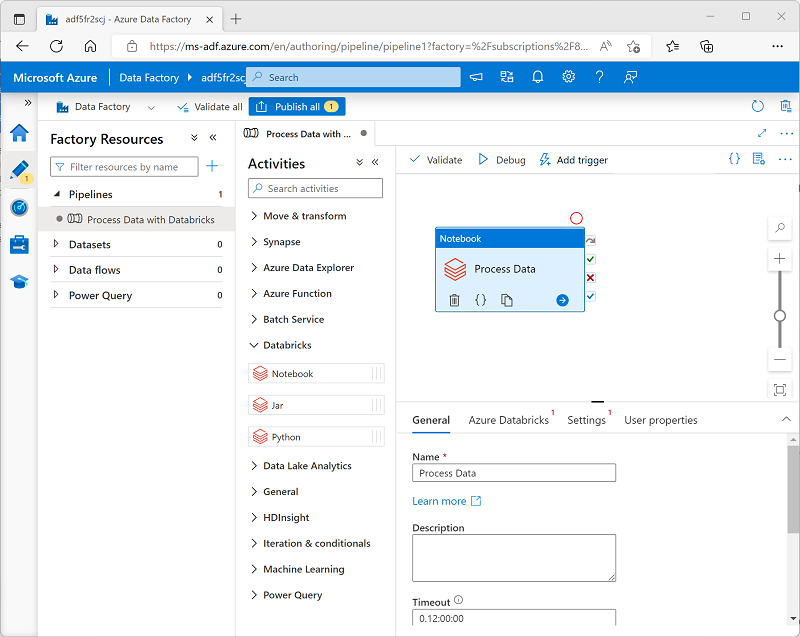 adf5fr2scj - Azure Data Factory
https://ms-adf.azure.com/en/authoring/pipeline/pipeline1?factory=%2Fsubscriptions%2F8...
Microsoft Azure
Data Factory
adf5fr2scj
Search
Data Factory
Validate all
Publish all
1
Factory Resources
Filter resources by name
1
Pipelines
1
Process Data with Databricks
Datasets
0
Data flows
0
Power Query
0
Process Data with ...
Activities
Search activities
Move & transform
Synapse
Azure Data Explorer
Azure Function
Batch Service
Databricks
Notebook
Jar
Python
Data Lake Analytics
General
HDInsight
Iteration & conditionals
Machine Learning
Power Query
Validate
Debug
Add trigger
Notebook
Process Data
General
Azure Databricks 1
Settings 1
User properties
Name *
Process Data
Learn more
Description
Timeout
0.12:00:00